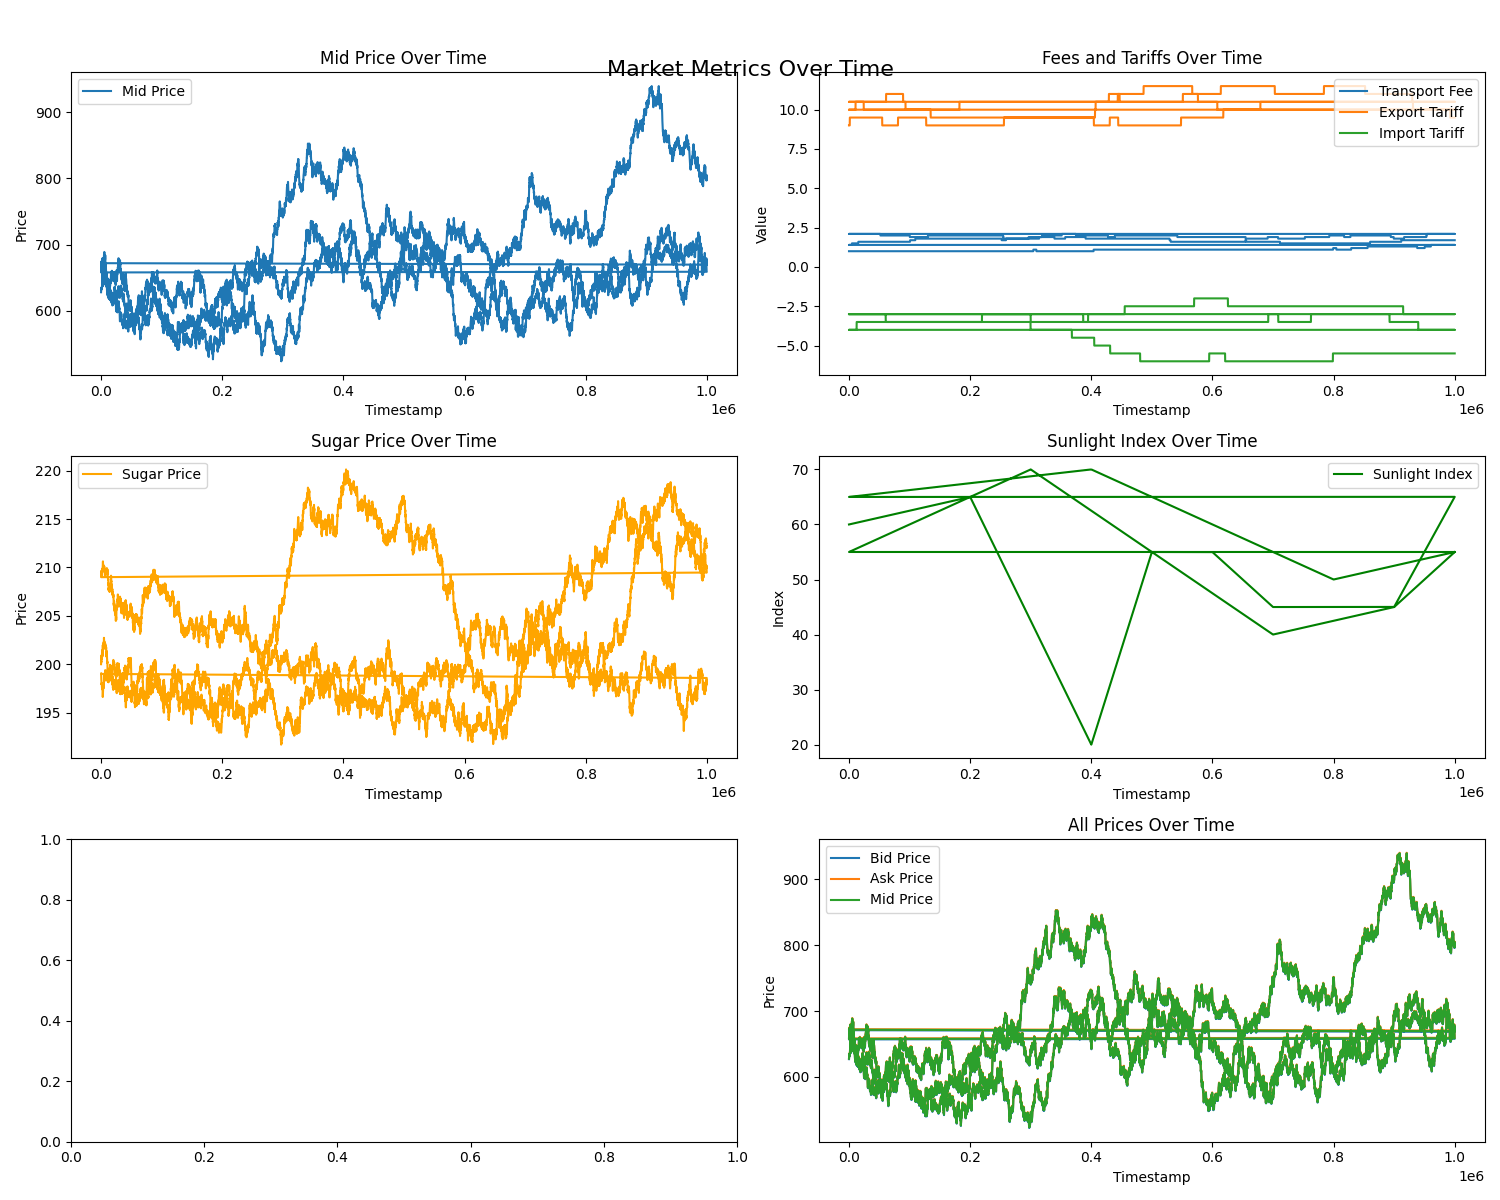 Market Metrics Over Time
Mid Price Over Time
Mid Price
900
800
700
600
Price
0.0 0.2 0.4 0.6 0.8 1.0
1e6
Timestamp
Fees and Tariffs Over Time
Transport Fee
Export Tariff
Import Tariff
10.0
7.5
5.0
2.5
0.0
−2.5
−5.0
Value
0.0 0.2 0.4 0.6 0.8 1.0
1e6
Timestamp
Sugar Price Over Time
Sugar Price
220
215
210
205
200
195
Price
0.0 0.2 0.4 0.6 0.8 1.0
1e6
Timestamp
Sunlight Index Over Time
Sunlight Index
70
60
50
40
30
20
Index
0.0 0.2 0.4 0.6 0.8 1.0
1e6
Timestamp
1.0
0.8
0.6
0.4
0.2
0.0
0.0 0.2 0.4 0.6 0.8 1.0
All Prices Over Time
Bid Price
Ask Price
Mid Price
900
800
700
600
Price
0.0 0.2 0.4 0.6 0.8 1.0
1e6
Timestamp